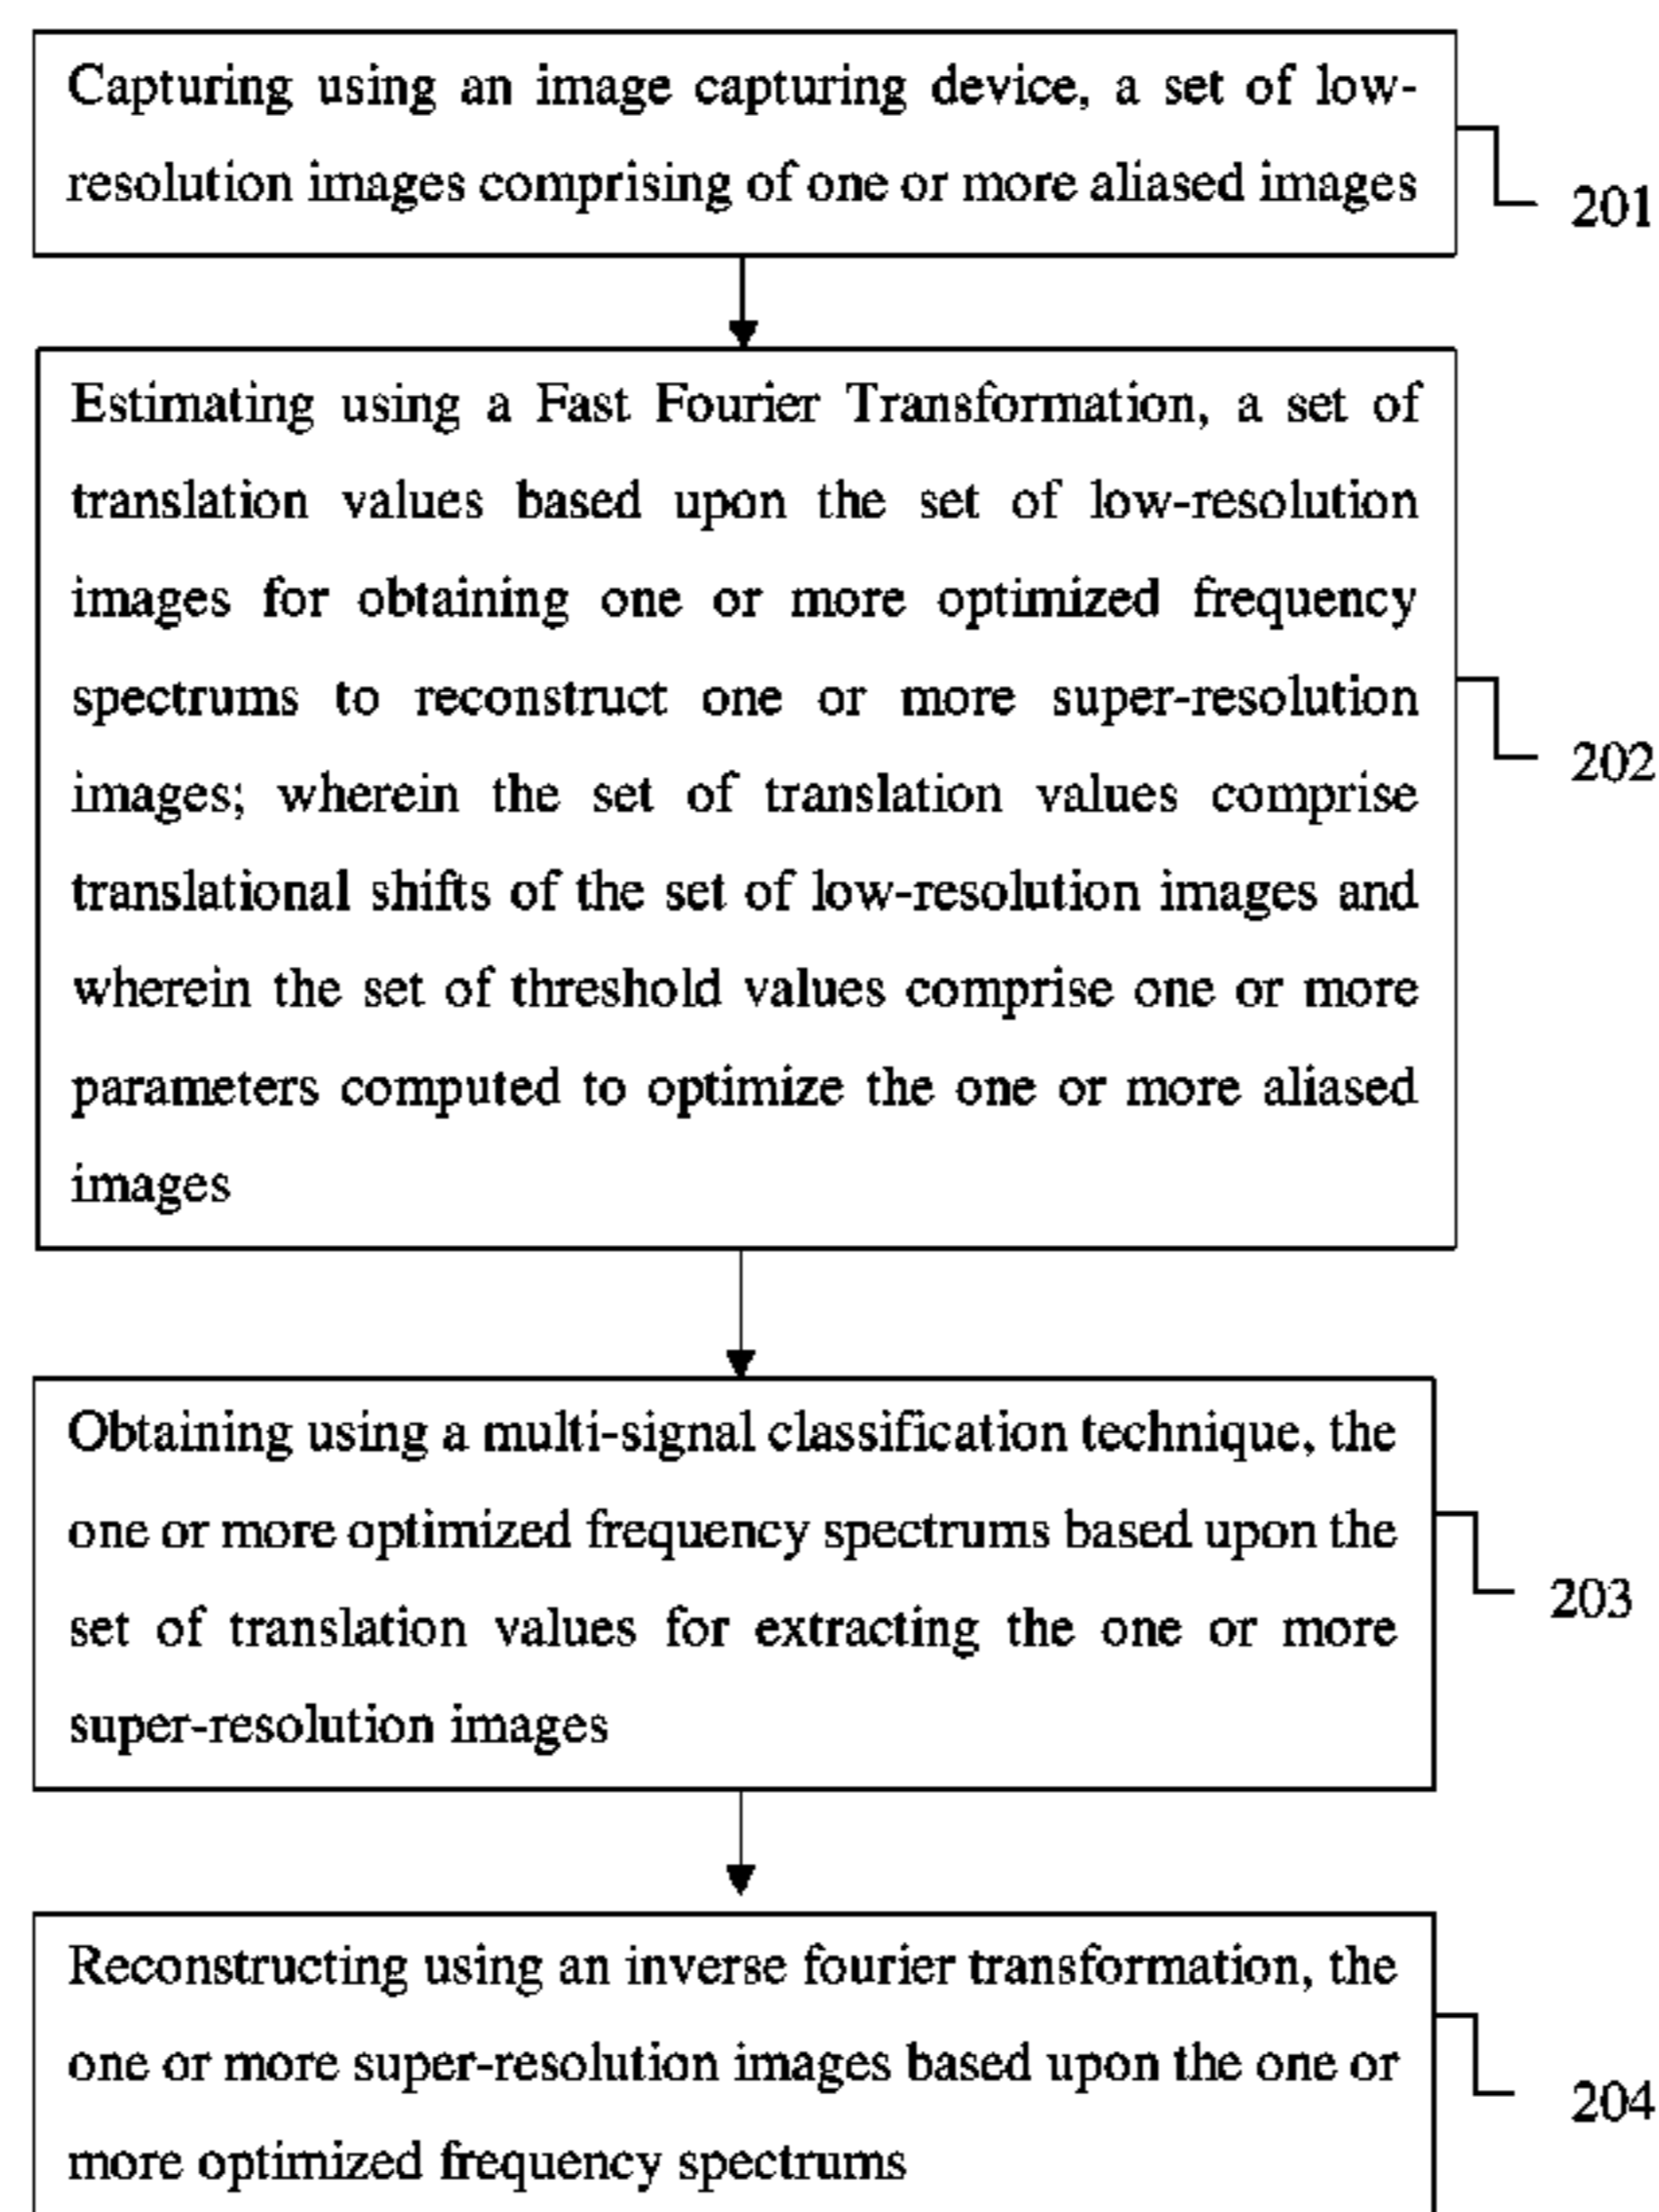 Capturing using an image capturing device, a set of low-
resolution images comprising of one or more aliased images
201
Estimating using a Fast Fourier Transformation, a set of
translation values based upon the set of low-resolution
images for obtaining one or more optimized frequency
spectrums to reconstruct one or more super-resolution
images; wherein the set of translation values comprise
translational shifts of the set of low-resolution images and
wherein the set of threshold values comprise one or more
parameters computed to optimize the one or more aliased
images
202
Obtaining using a multi-signal classification technique, the
one or more optimized frequency spectrums based upon the
set of translation values for extracting the one or more
super-resolution images
203
Reconstructing using an inverse fourier transformation, the
one or more super-resolution images based upon the one or
more optimized frequency spectrums
204